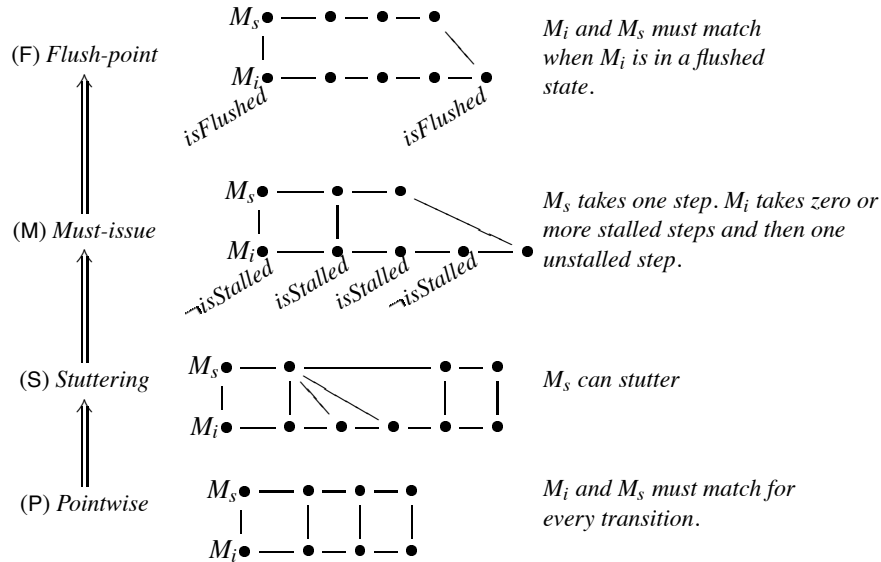 M_s
(F) Flush-point
M_i
isFlushed
isFlushed
M_i and M_s must match
when M_i is in a flushed
state.
M_s
(M) Must-issue
M_i
¬isStalled
isStalled
isStalled
¬isStalled
M_s takes one step. M_i takes zero or
more stalled steps and then one
unstalled step.
M_s
(S) Stuttering
M_i
M_s can stutter
M_s
(P) Pointwise
M_i
M_i and M_s must match for
every transition.